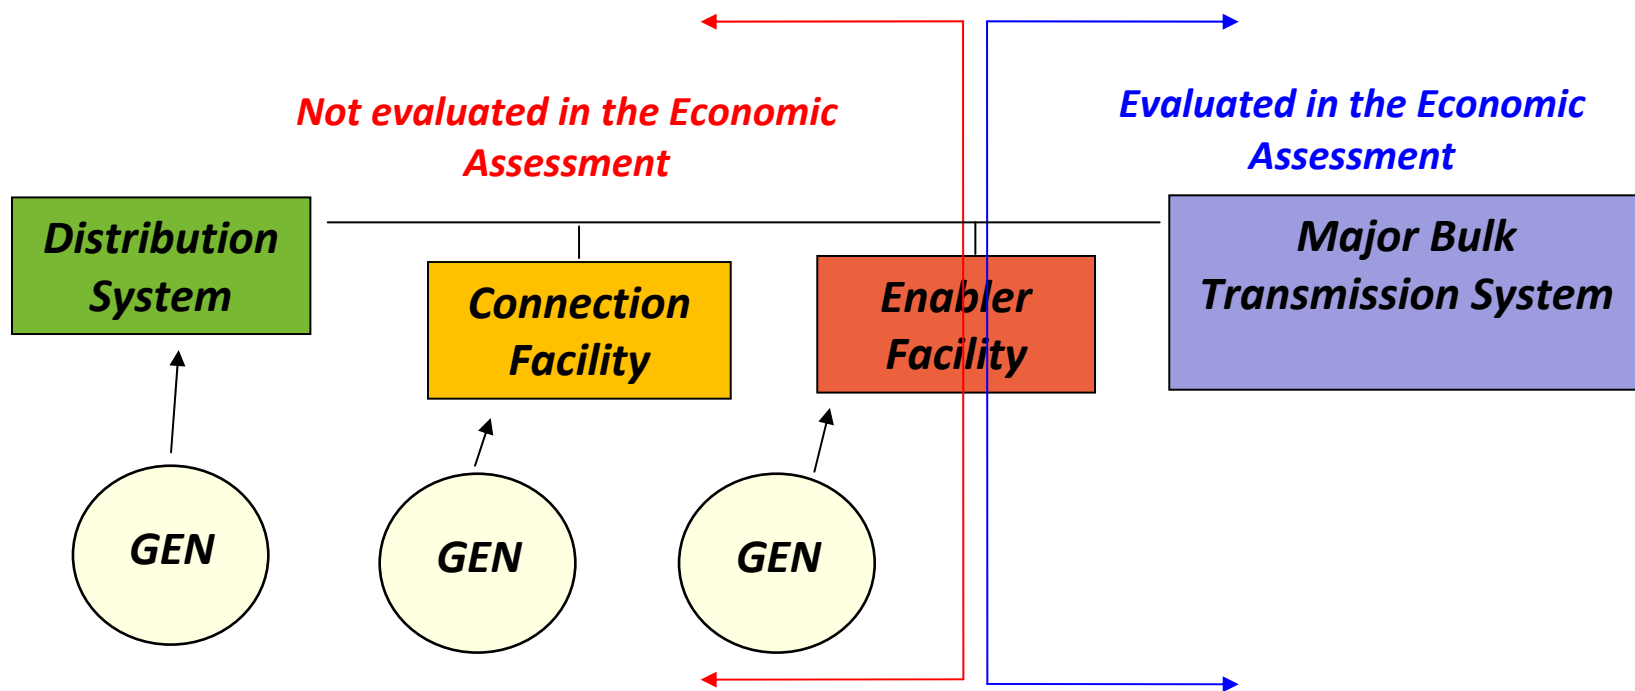 Not evaluated in the Economic
Assessment
Evaluated in the Economic
Assessment
Distribution
System
Connection
Facility
Enabler
Facility
Major Bulk
Transmission System
GEN
GEN
GEN